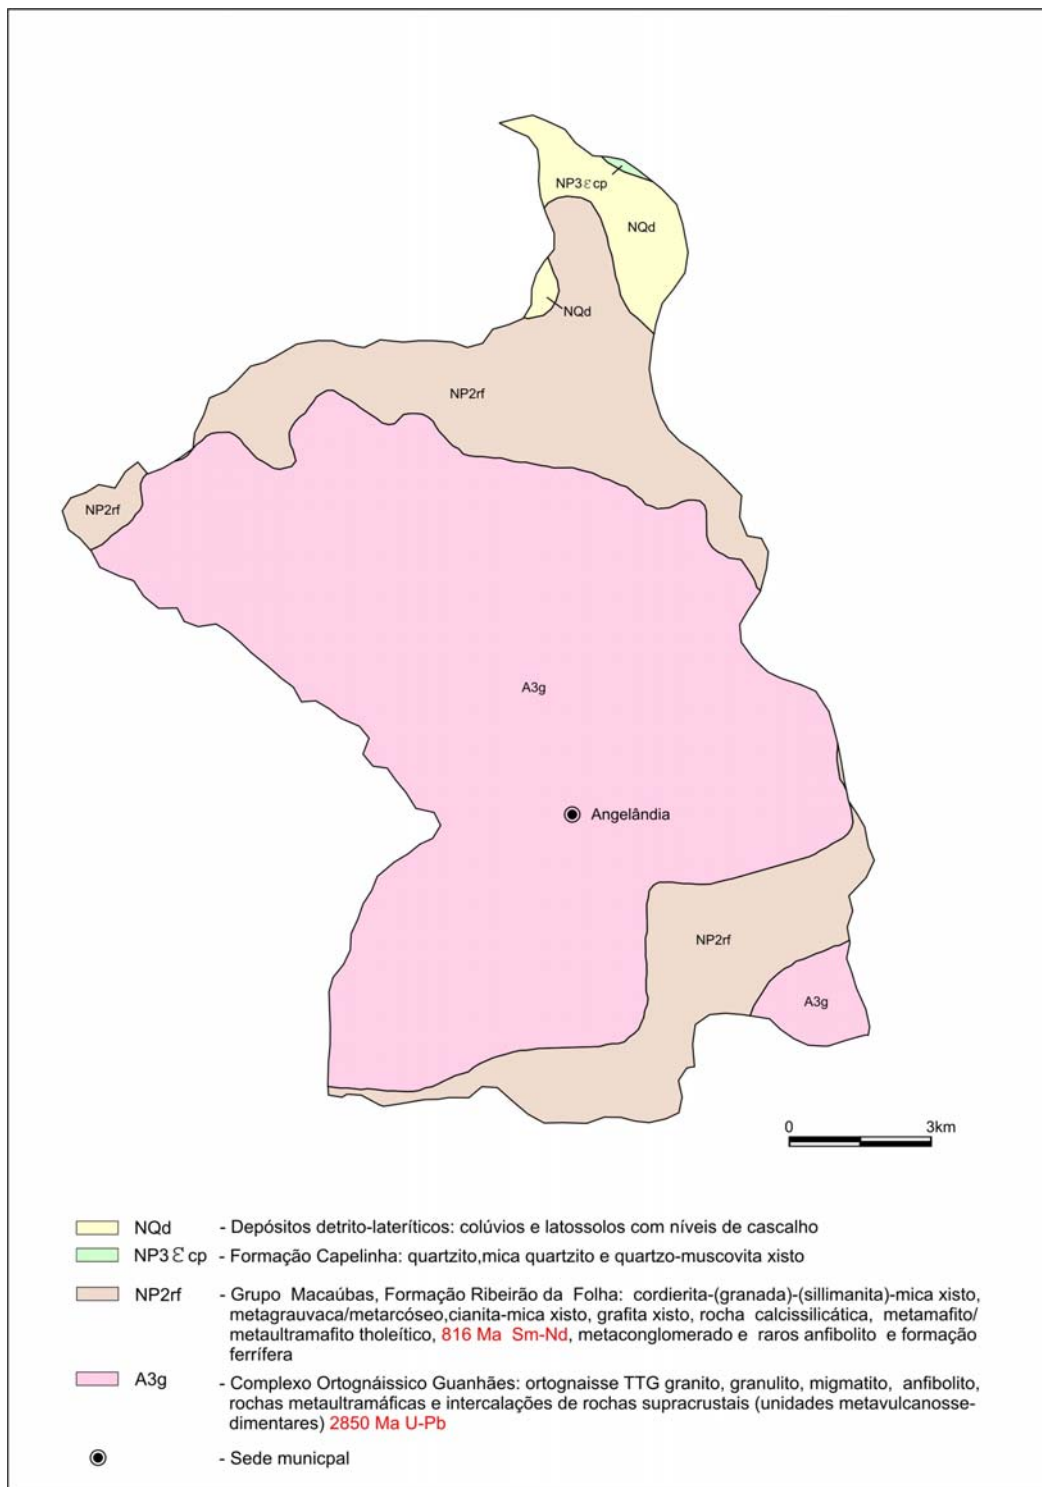 NP3εcp
NQd
NQd
NP2rf
NP2rf
A3g
Angelândia
NP2rf
A3g
0 3km
NQd - Depósitos detrito-lateríticos: colúvios e latossolos com níveis de cascalho
NP3εcp - Formação Capelinha: quartzito,mica quartzito e quartzo-muscovita xisto
NP2rf - Grupo Macaúbas, Formação Ribeirão da Folha: cordierita-(granada)-(sillimanita)-mica xisto,
metagrauvaca/metarcóseo,cianita-mica xisto, grafita xisto, rocha calcissilicática, metamafito/
metaultramafito tholeítico, 816 Ma Sm-Nd, metaconglomerado e raros anfibolito e formação
ferrífera
A3g - Complexo Ortognáissico Guanhães: ortognaisse TTG granito, granulito, migmatito, anfibolito,
rochas metaultramáficas e intercalações de rochas supracrustais (unidades metavulcanosse-
dimentares) 2850 Ma U-Pb
- Sede municpal